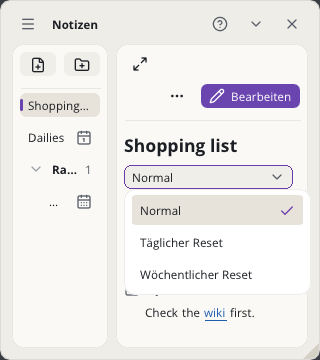 Notizen
Shopping...
Dailies
Ra... 1
...
Bearbeiten
Shopping list
Normal
Normal
Täglicher Reset
Wöchentlicher Reset
Check the wiki first.